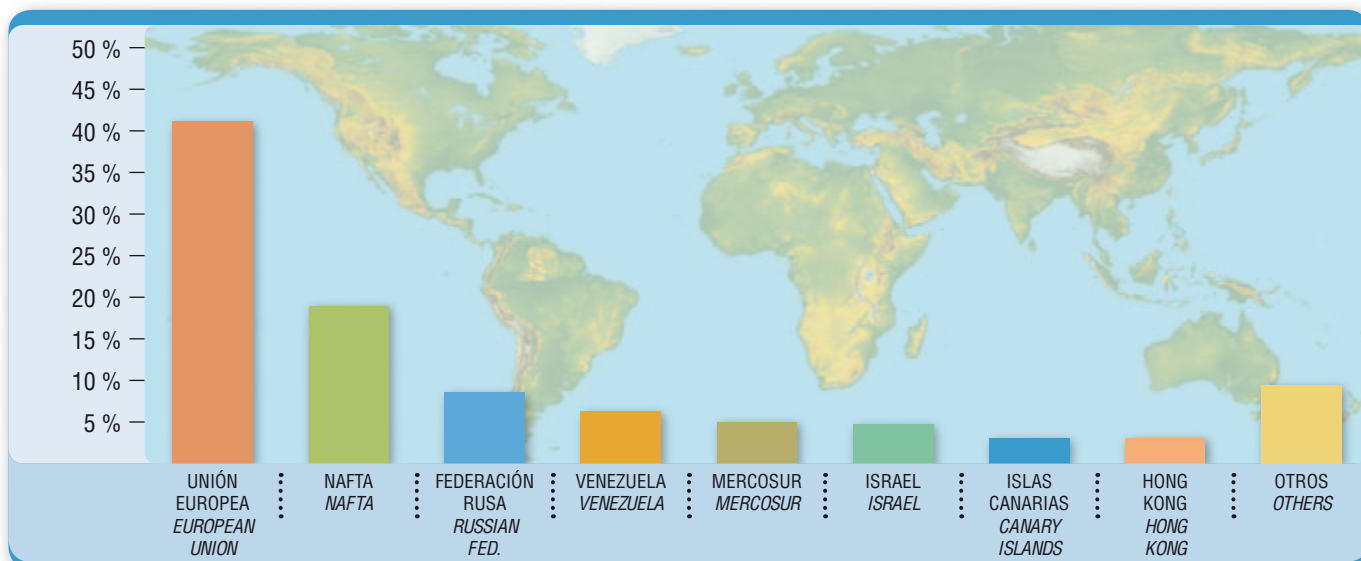 50 %
45 %
40 %
35 %
30 %
25 %
20 %
15 %
10 %
5 %
UNIÓN
EUROPEA
EUROPEAN
UNION
NAFTA
NAFTA
FEDERACIÓN
RUSA
RUSSIAN
FED.
VENEZUELA
VENEZUELA
MERCOSUR
MERCOSUR
ISRAEL
ISRAEL
ISLAS
CANARIAS
CANARY
ISLANDS
HONG
KONG
HONG
KONG
OTROS
OTHERS